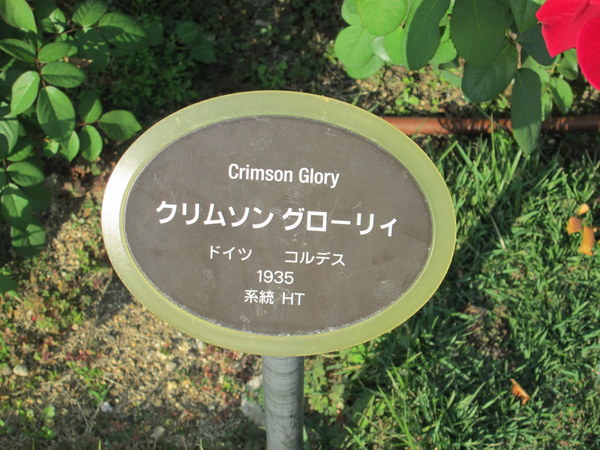 Crimson Glory
クリムソン グローリィ
ドイツ　コルデス
1935
系統 HT